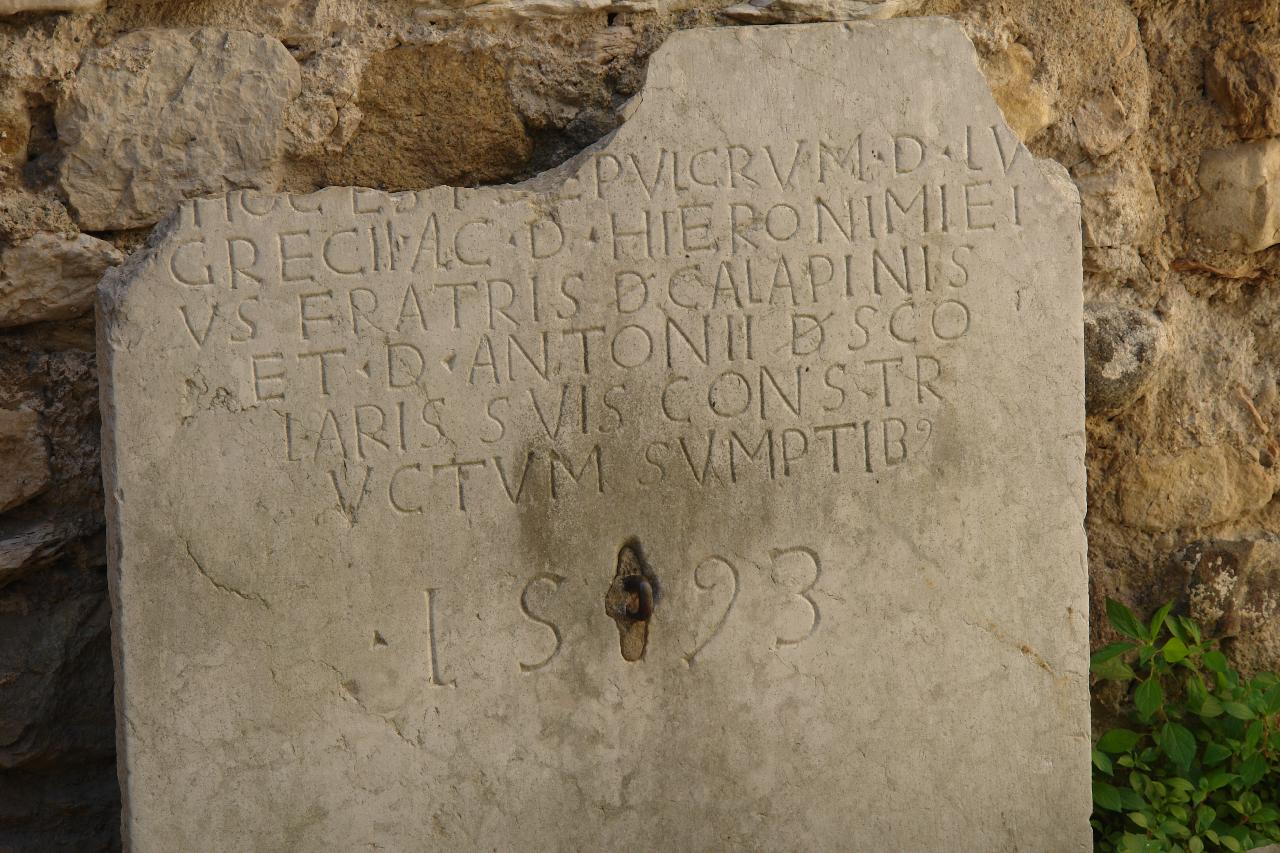 HOC EST SEPVLCRVM·D·LV
GRECII·AC·D·HIERONIMI EI
VS FRATRIS D' CALAPINIS
ET·D·ANTONII D' SCO
LARIS SVIS CONSTR
VCTVM SVMPTIB9
·1593